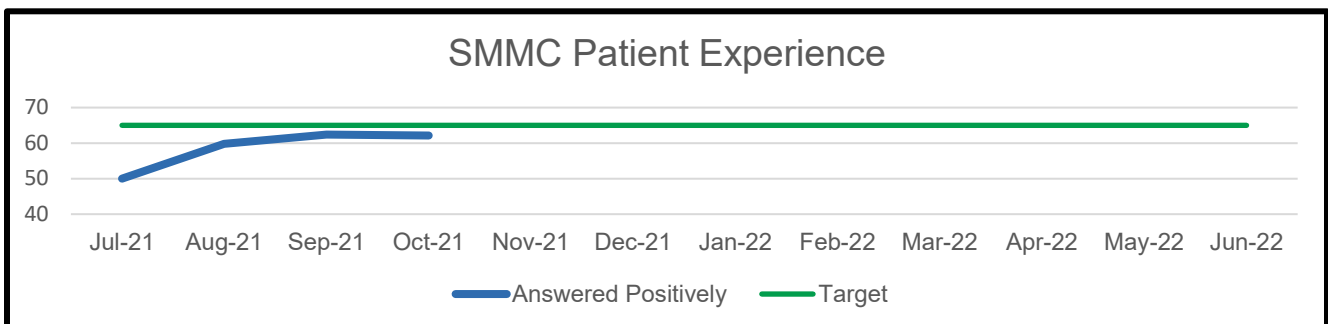 SMMC Patient Experience
70
60
50
40
Jul-21 Aug-21 Sep-21 Oct-21 Nov-21 Dec-21 Jan-22 Feb-22 Mar-22 Apr-22 May-22 Jun-22
Answered Positively Target